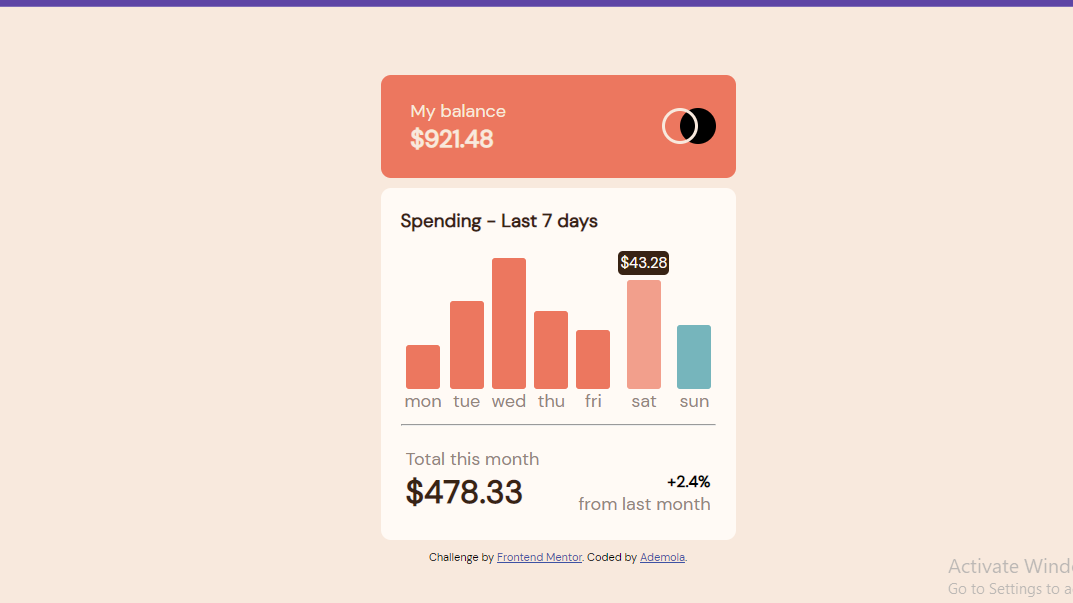 My balance
$921.48
Spending - Last 7 days
$43.28
mon tue wed thu fri sat sun
Total this month
$478.33
+2.4%
from last month
Challenge by Frontend Mentor. Coded by Ademola.
Activate Wind
Go to Settings to a